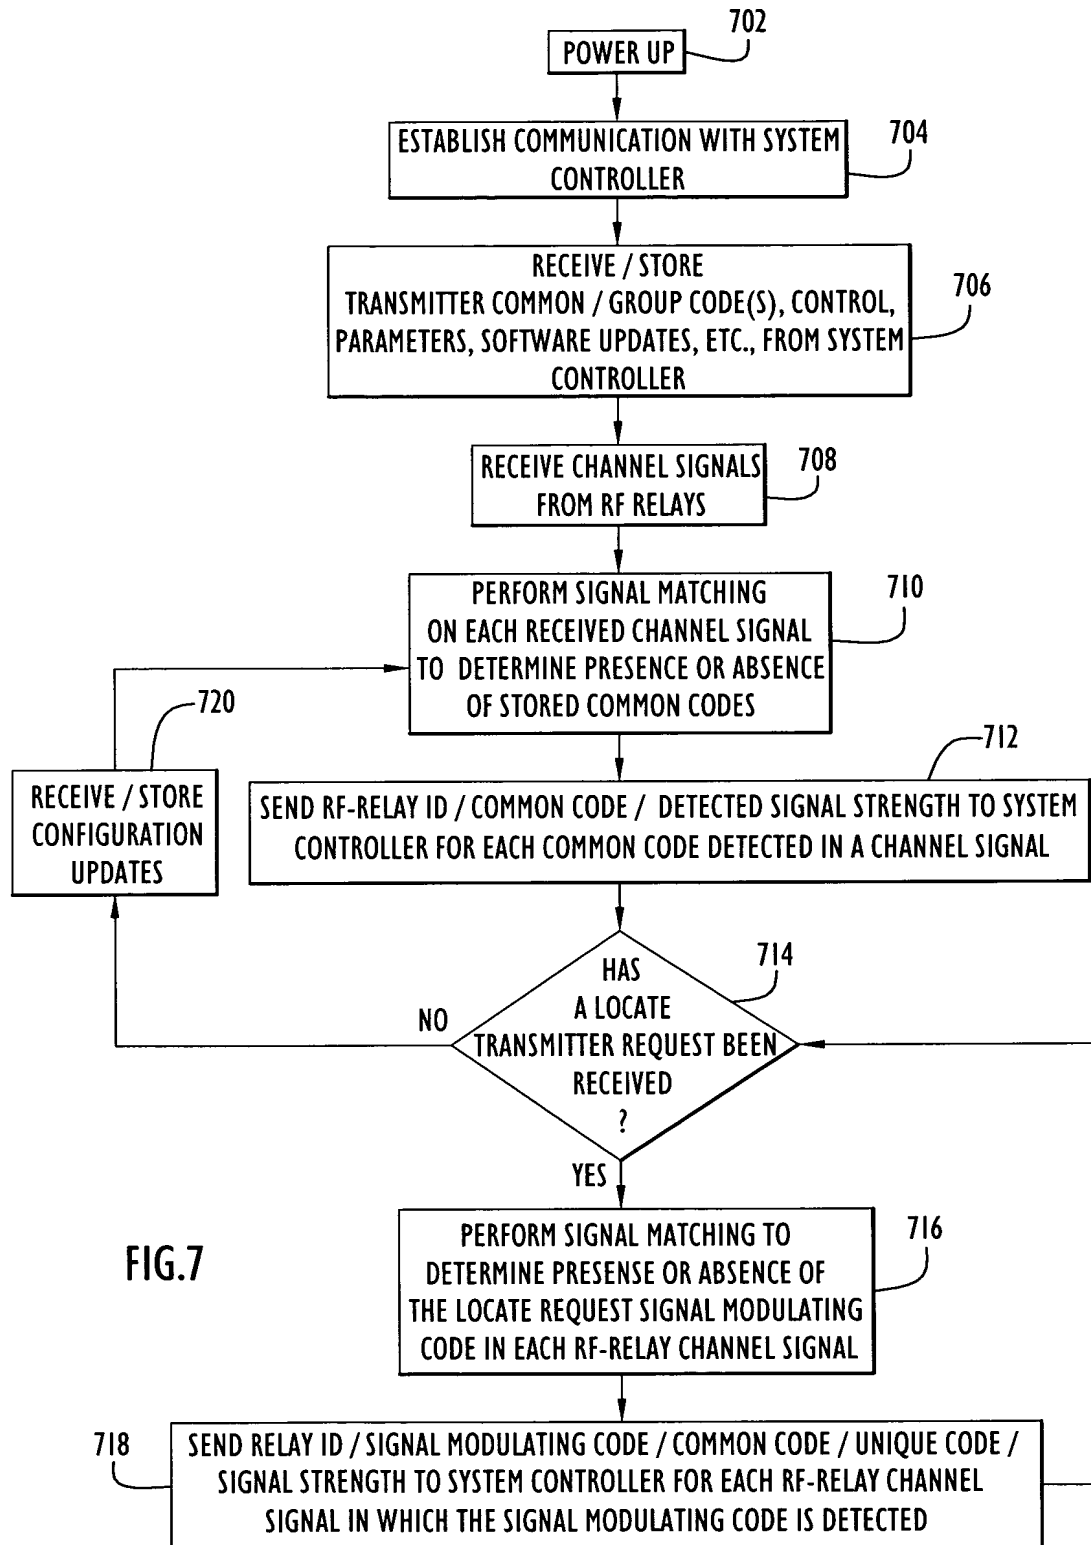 702
POWER UP
ESTABLISH COMMUNICATION WITH SYSTEM
CONTROLLER
704
RECEIVE / STORE
TRANSMITTER COMMON / GROUP CODE(S), CONTROL,
PARAMETERS, SOFTWARE UPDATES, ETC., FROM SYSTEM
CONTROLLER
706
RECEIVE CHANNEL SIGNALS
FROM RF RELAYS
708
PERFORM SIGNAL MATCHING
ON EACH RECEIVED CHANNEL SIGNAL
TO DETERMINE PRESENCE OR ABSENCE
OF STORED COMMON CODES
710
720
RECEIVE / STORE
CONFIGURATION
UPDATES
712
SEND RF-RELAY ID / COMMON CODE / DETECTED SIGNAL STRENGTH TO SYSTEM
CONTROLLER FOR EACH COMMON CODE DETECTED IN A CHANNEL SIGNAL
HAS
A LOCATE
TRANSMITTER REQUEST BEEN
RECEIVED
?
714
NO
YES
PERFORM SIGNAL MATCHING TO
DETERMINE PRESENSE OR ABSENCE OF
THE LOCATE REQUEST SIGNAL MODULATING
CODE IN EACH RF-RELAY CHANNEL SIGNAL
716
FIG.7
718
SEND RELAY ID / SIGNAL MODULATING CODE / COMMON CODE / UNIQUE CODE /
SIGNAL STRENGTH TO SYSTEM CONTROLLER FOR EACH RF-RELAY CHANNEL
SIGNAL IN WHICH THE SIGNAL MODULATING CODE IS DETECTED